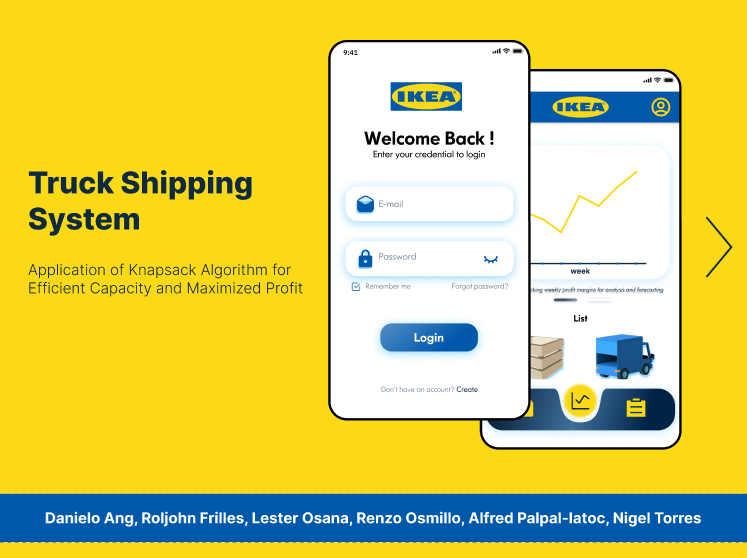 Truck Shipping
System
Application of Knapsack Algorithm for
Efficient Capacity and Maximized Profit
9:41
IKEA
Welcome Back !
Enter your credential to login
E-mail
Password
Remember me
Forgot password?
Login
Don't have an account? Create
IKEA
week
cking weekly profit margins for analysis and forecasting
List
Danielo Ang, Roljohn Frilles, Lester Osana, Renzo Osmillo, Alfred Palpal-latoc, Nigel Torres